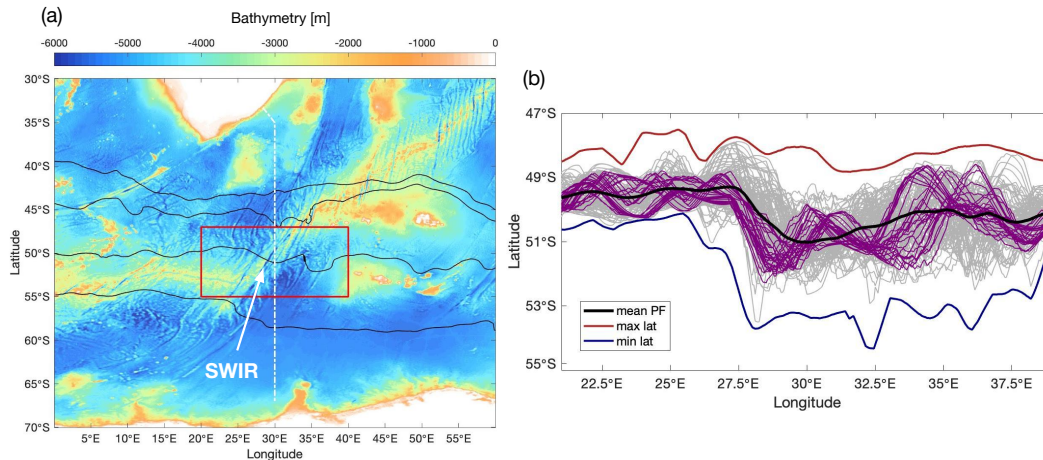 (a)
Bathymetry [m]
-6000 -5000 -4000 -3000 -2000 -1000 0
30°S
35°S
40°S
45°S
50°S
55°S
60°S
65°S
70°S
Latitude
SWIR
5°E 10°E 15°E 20°E 25°E 30°E 35°E 40°E 45°E 50°E 55°E
Longitude
(b)
47°S
49°S
51°S
53°S
55°S
Latitude
mean PF
max lat
min lat
22.5°E 25°E 27.5°E 30°E 32.5°E 35°E 37.5°E
Longitude